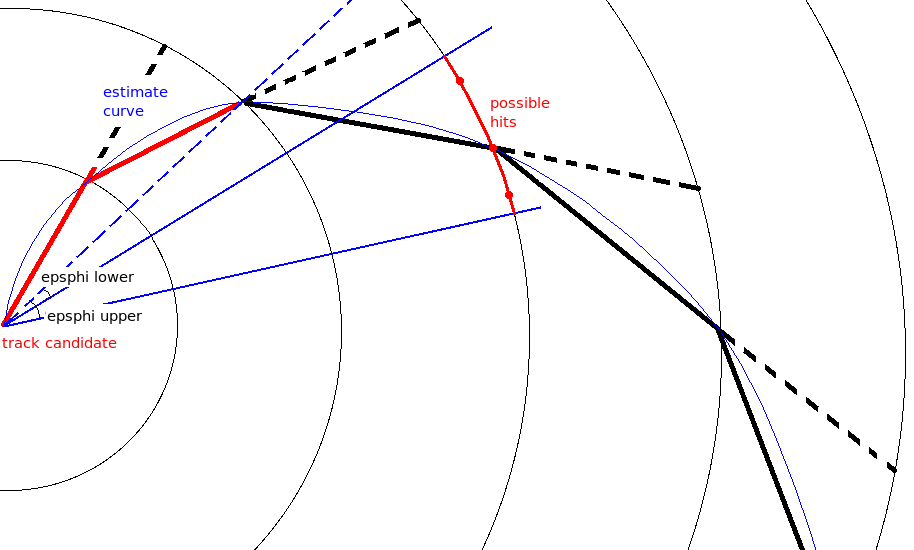 estimate
curve
possible
hits
epsphi lower
epsphi upper
track candidate